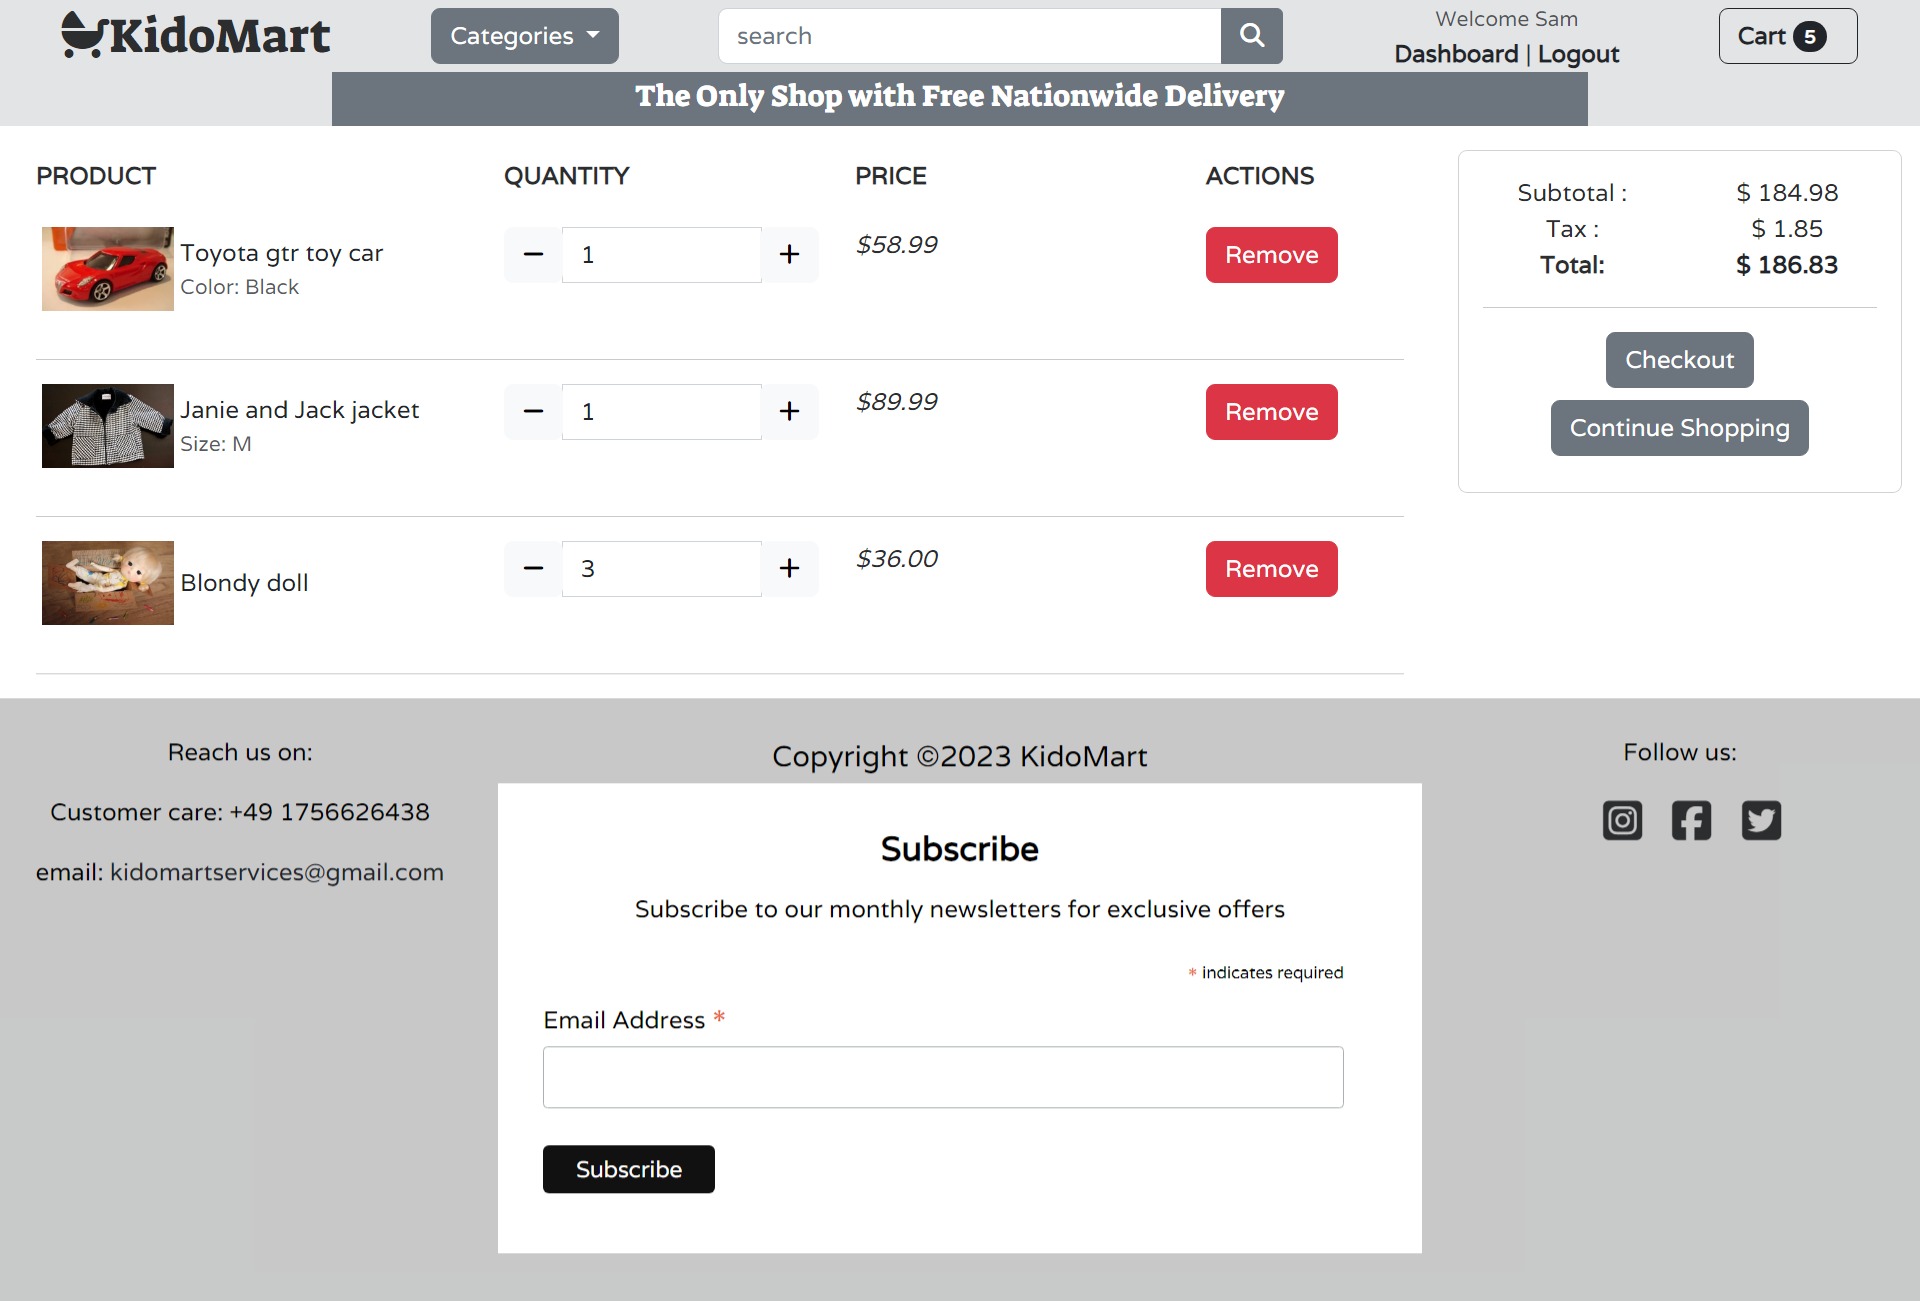 KidoMart
Categories
search
Welcome Sam
Dashboard | Logout
Cart 5
The Only Shop with Free Nationwide Delivery
PRODUCT QUANTITY PRICE ACTIONS
Toyota gtr toy car
Color: Black
1
$58.99
Remove
Janie and Jack jacket
Size: M
1
$89.99
Remove
Blondy doll
3
$36.00
Remove
Subtotal : $ 184.98
Tax : $ 1.85
Total: $ 186.83
Checkout
Continue Shopping
Reach us on:
Customer care: +49 1756626438
email: kidomartservices@gmail.com
Copyright ©2023 KidoMart
Subscribe
Subscribe to our monthly newsletters for exclusive offers
* indicates required
Email Address *
Subscribe
Follow us: